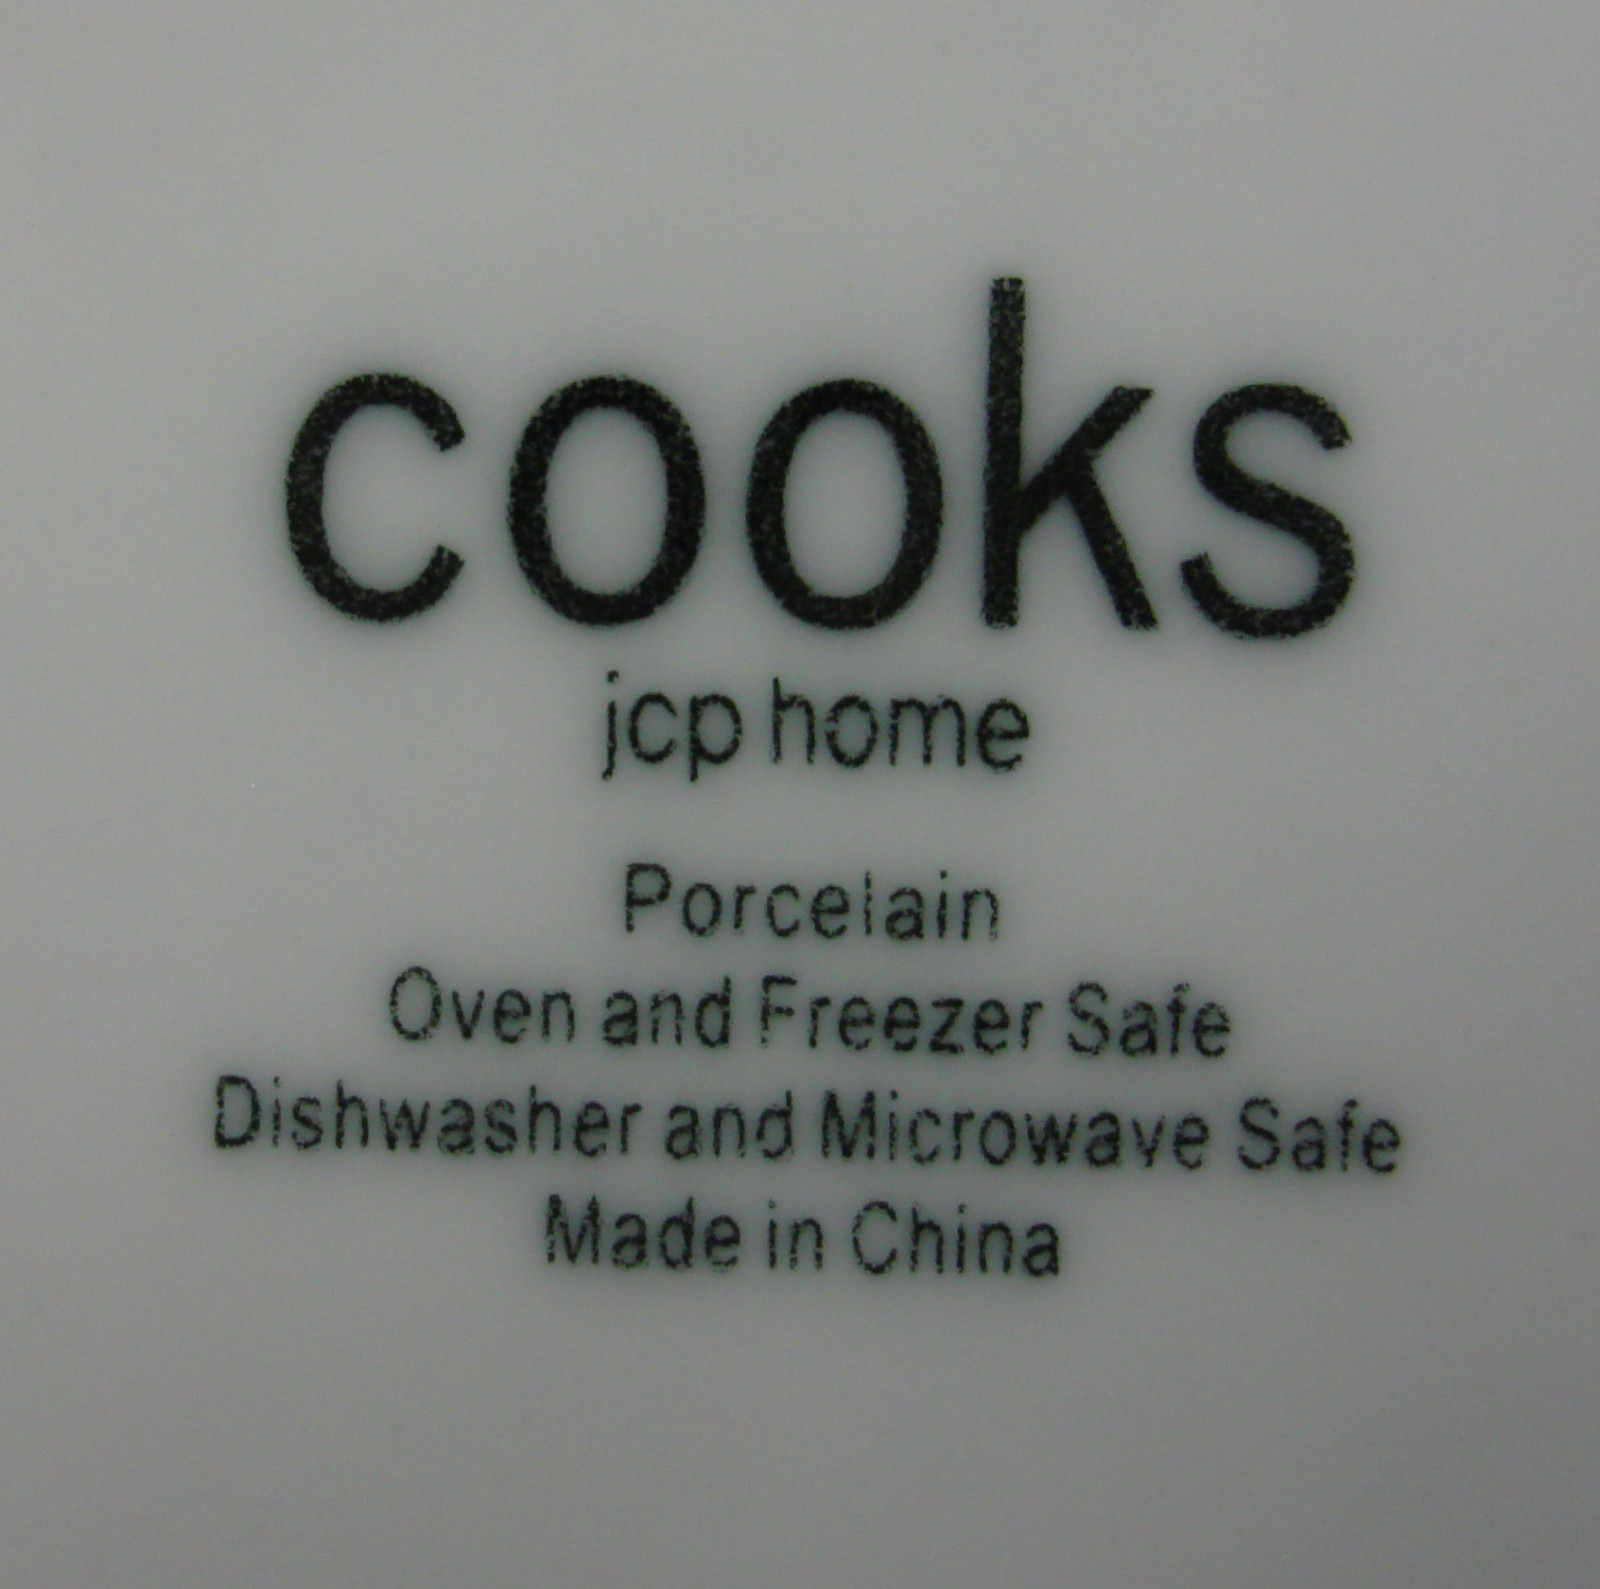 cooks
jcp home
Porcelain
Oven and Freezer Safe
Dishwasher and Microwave Safe
Made in China